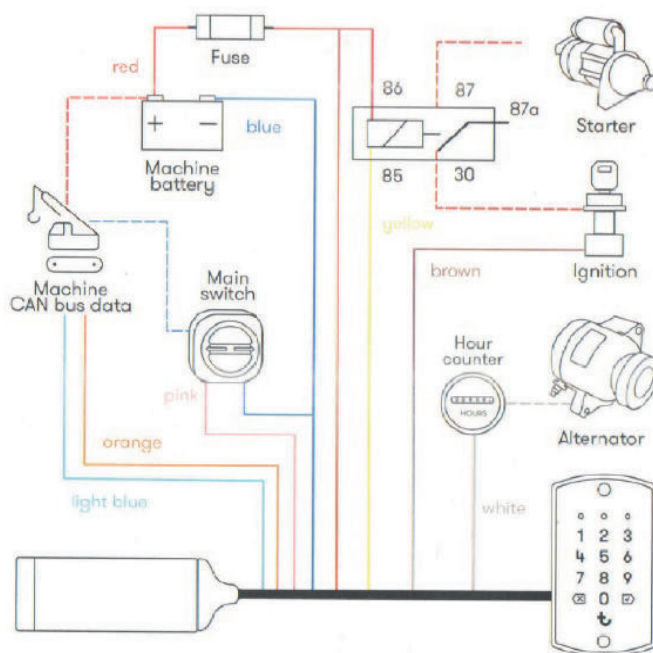 Fuse
red
86
87
87a
Starter
+
−
blue
Machine
battery
85
30
yellow
Ignition
brown
Machine
CAN bus data
Main
switch
Hour
counter
HOURS
Alternator
pink
orange
light blue
white
1 2 3
4 5 6
7 8 9
0